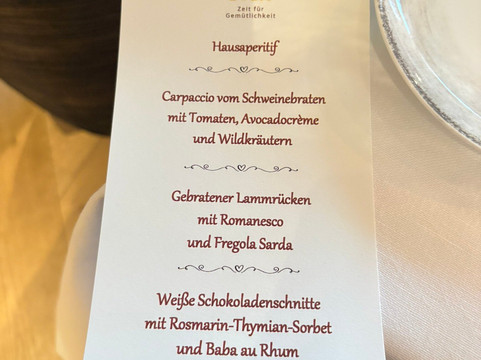 Zeit für
Gemütlichkeit
Hausaperitif
Carpaccio vom Schweinebraten
mit Tomaten, Avocadocrème
und Wildkräutern
Gebratener Lammrücken
mit Romanesco
und Fregola Sarda
Weiße Schokoladenschnitte
mit Rosmarin-Thymian-Sorbet
und Baba au Rhum